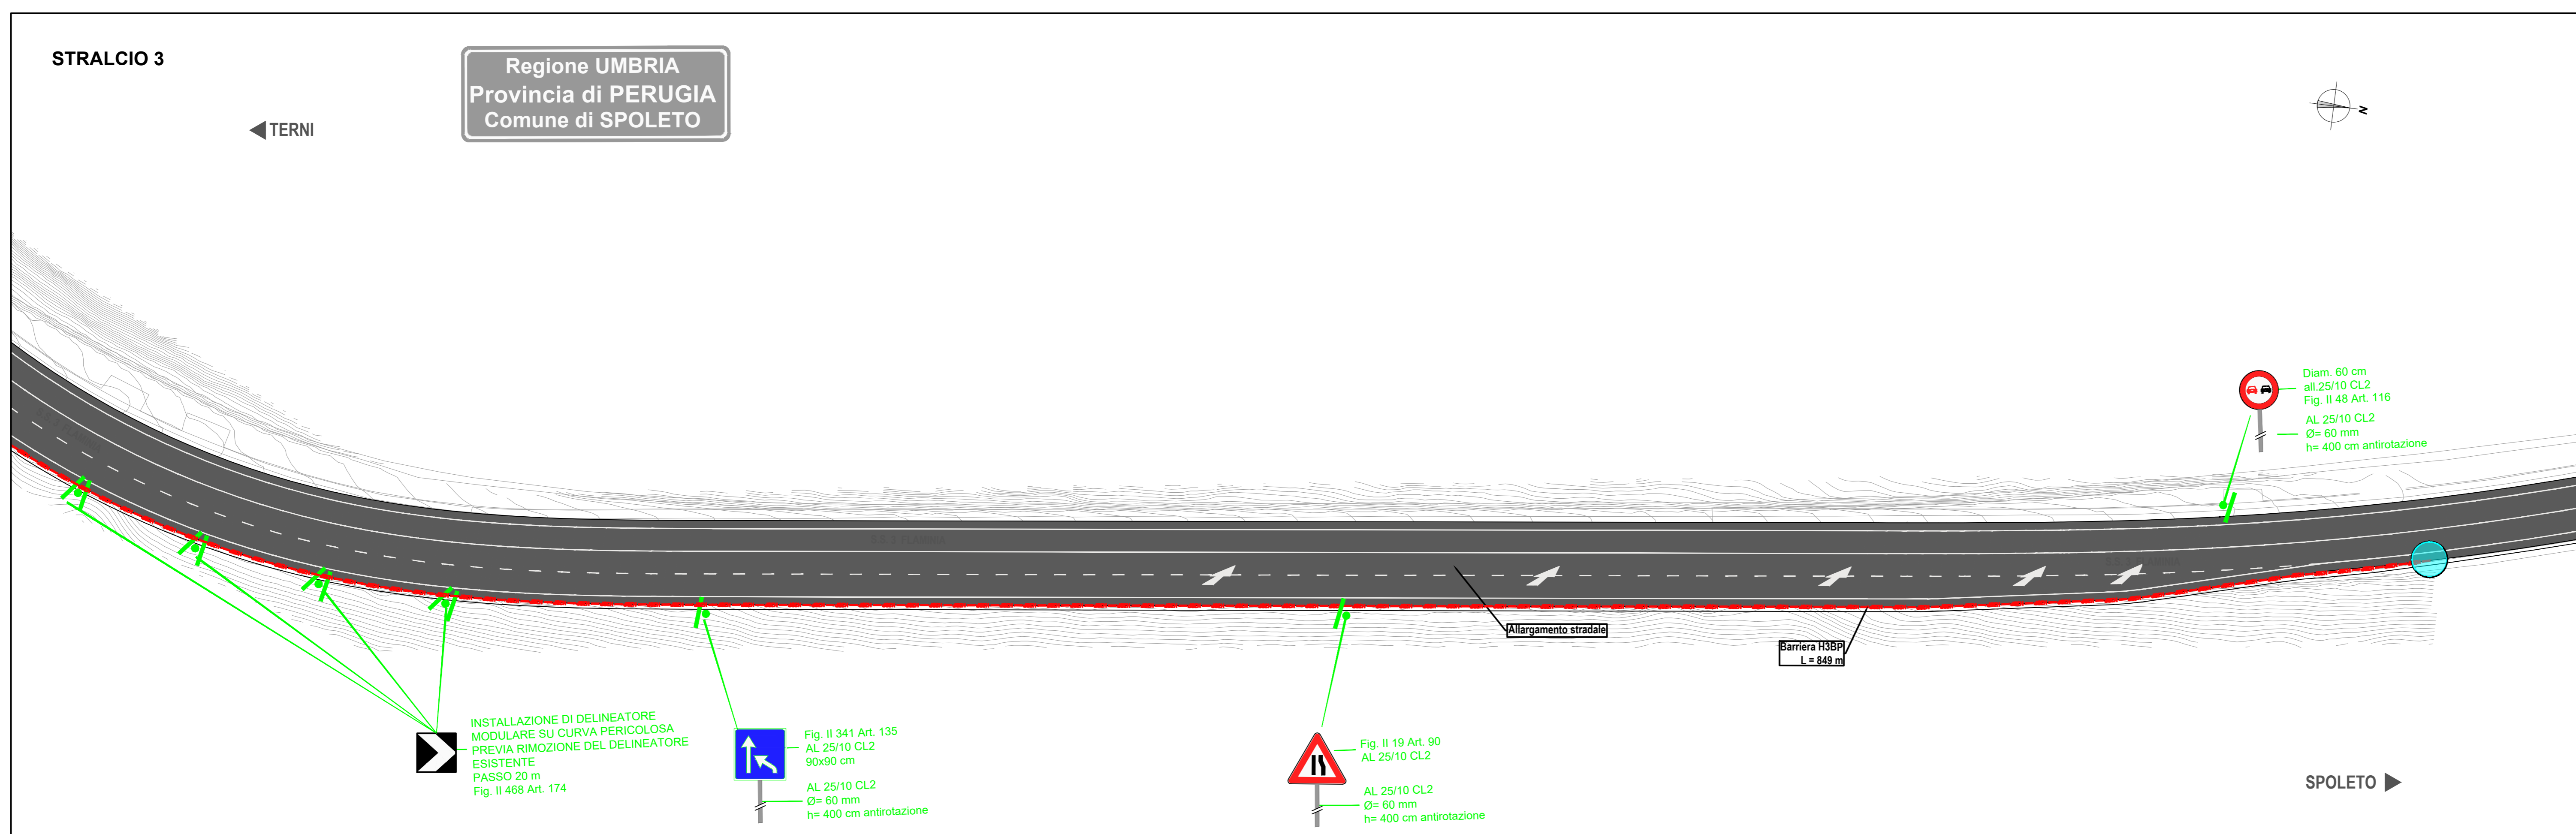 STRALCIO 3
Regione UMBRIA
Provincia di PERUGIA
Comune di SPOLETO
TERNI
N
Diam. 60 cm
all.25/10 CL2
Fig. II 48 Art. 116
AL 25/10 CL2
Ø= 60 mm
h= 400 cm antirotazione
S.S. 3 FLAMINIA
Allargamento stradale
Barriera H3BP
L = 849 m
INSTALLAZIONE DI DELINEATORE
MODULARE SU CURVA PERICOLOSA
PREVIA RIMOZIONE DEL DELINEATORE
ESISTENTE
PASSO 20 m
Fig. II 468 Art. 174
Fig. II 341 Art. 135
AL 25/10 CL2
90x90 cm
AL 25/10 CL2
Ø= 60 mm
h= 400 cm antirotazione
Fig. II 19 Art. 90
AL 25/10 CL2
AL 25/10 CL2
Ø= 60 mm
h= 400 cm antirotazione
SPOLETO